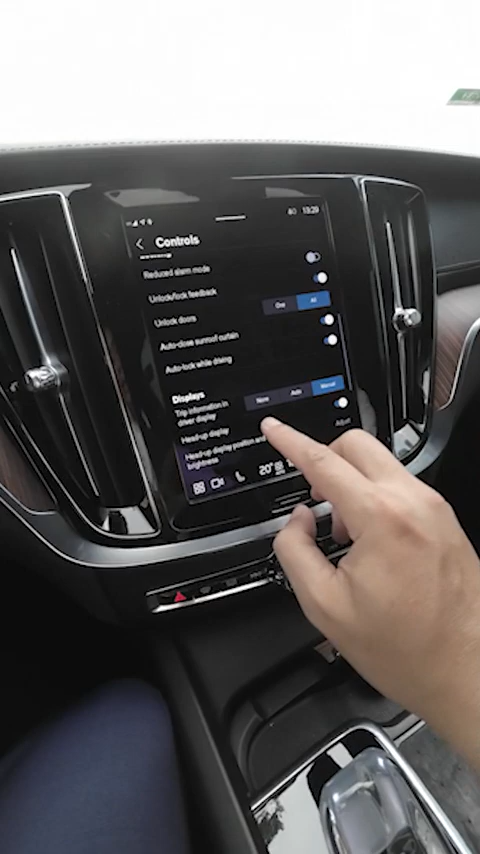 13:29
Controls
Reduced alarm mode
Unlock/lock feedback
Unlock doors
One
All
Auto-close sunroof curtain
Auto-lock while driving
Displays
Trip information in
driver display
None
Auto
Manual
Head-up display
Head-up display position and
brightness
Adjust
20°